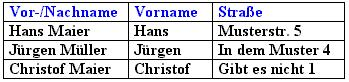 Vor-/Nachname Vorname Straße
Hans Maier Hans Musterstr. 5
Jürgen Müller Jürgen In dem Muster 4
Christof Maier Christof Gibt es nicht 1